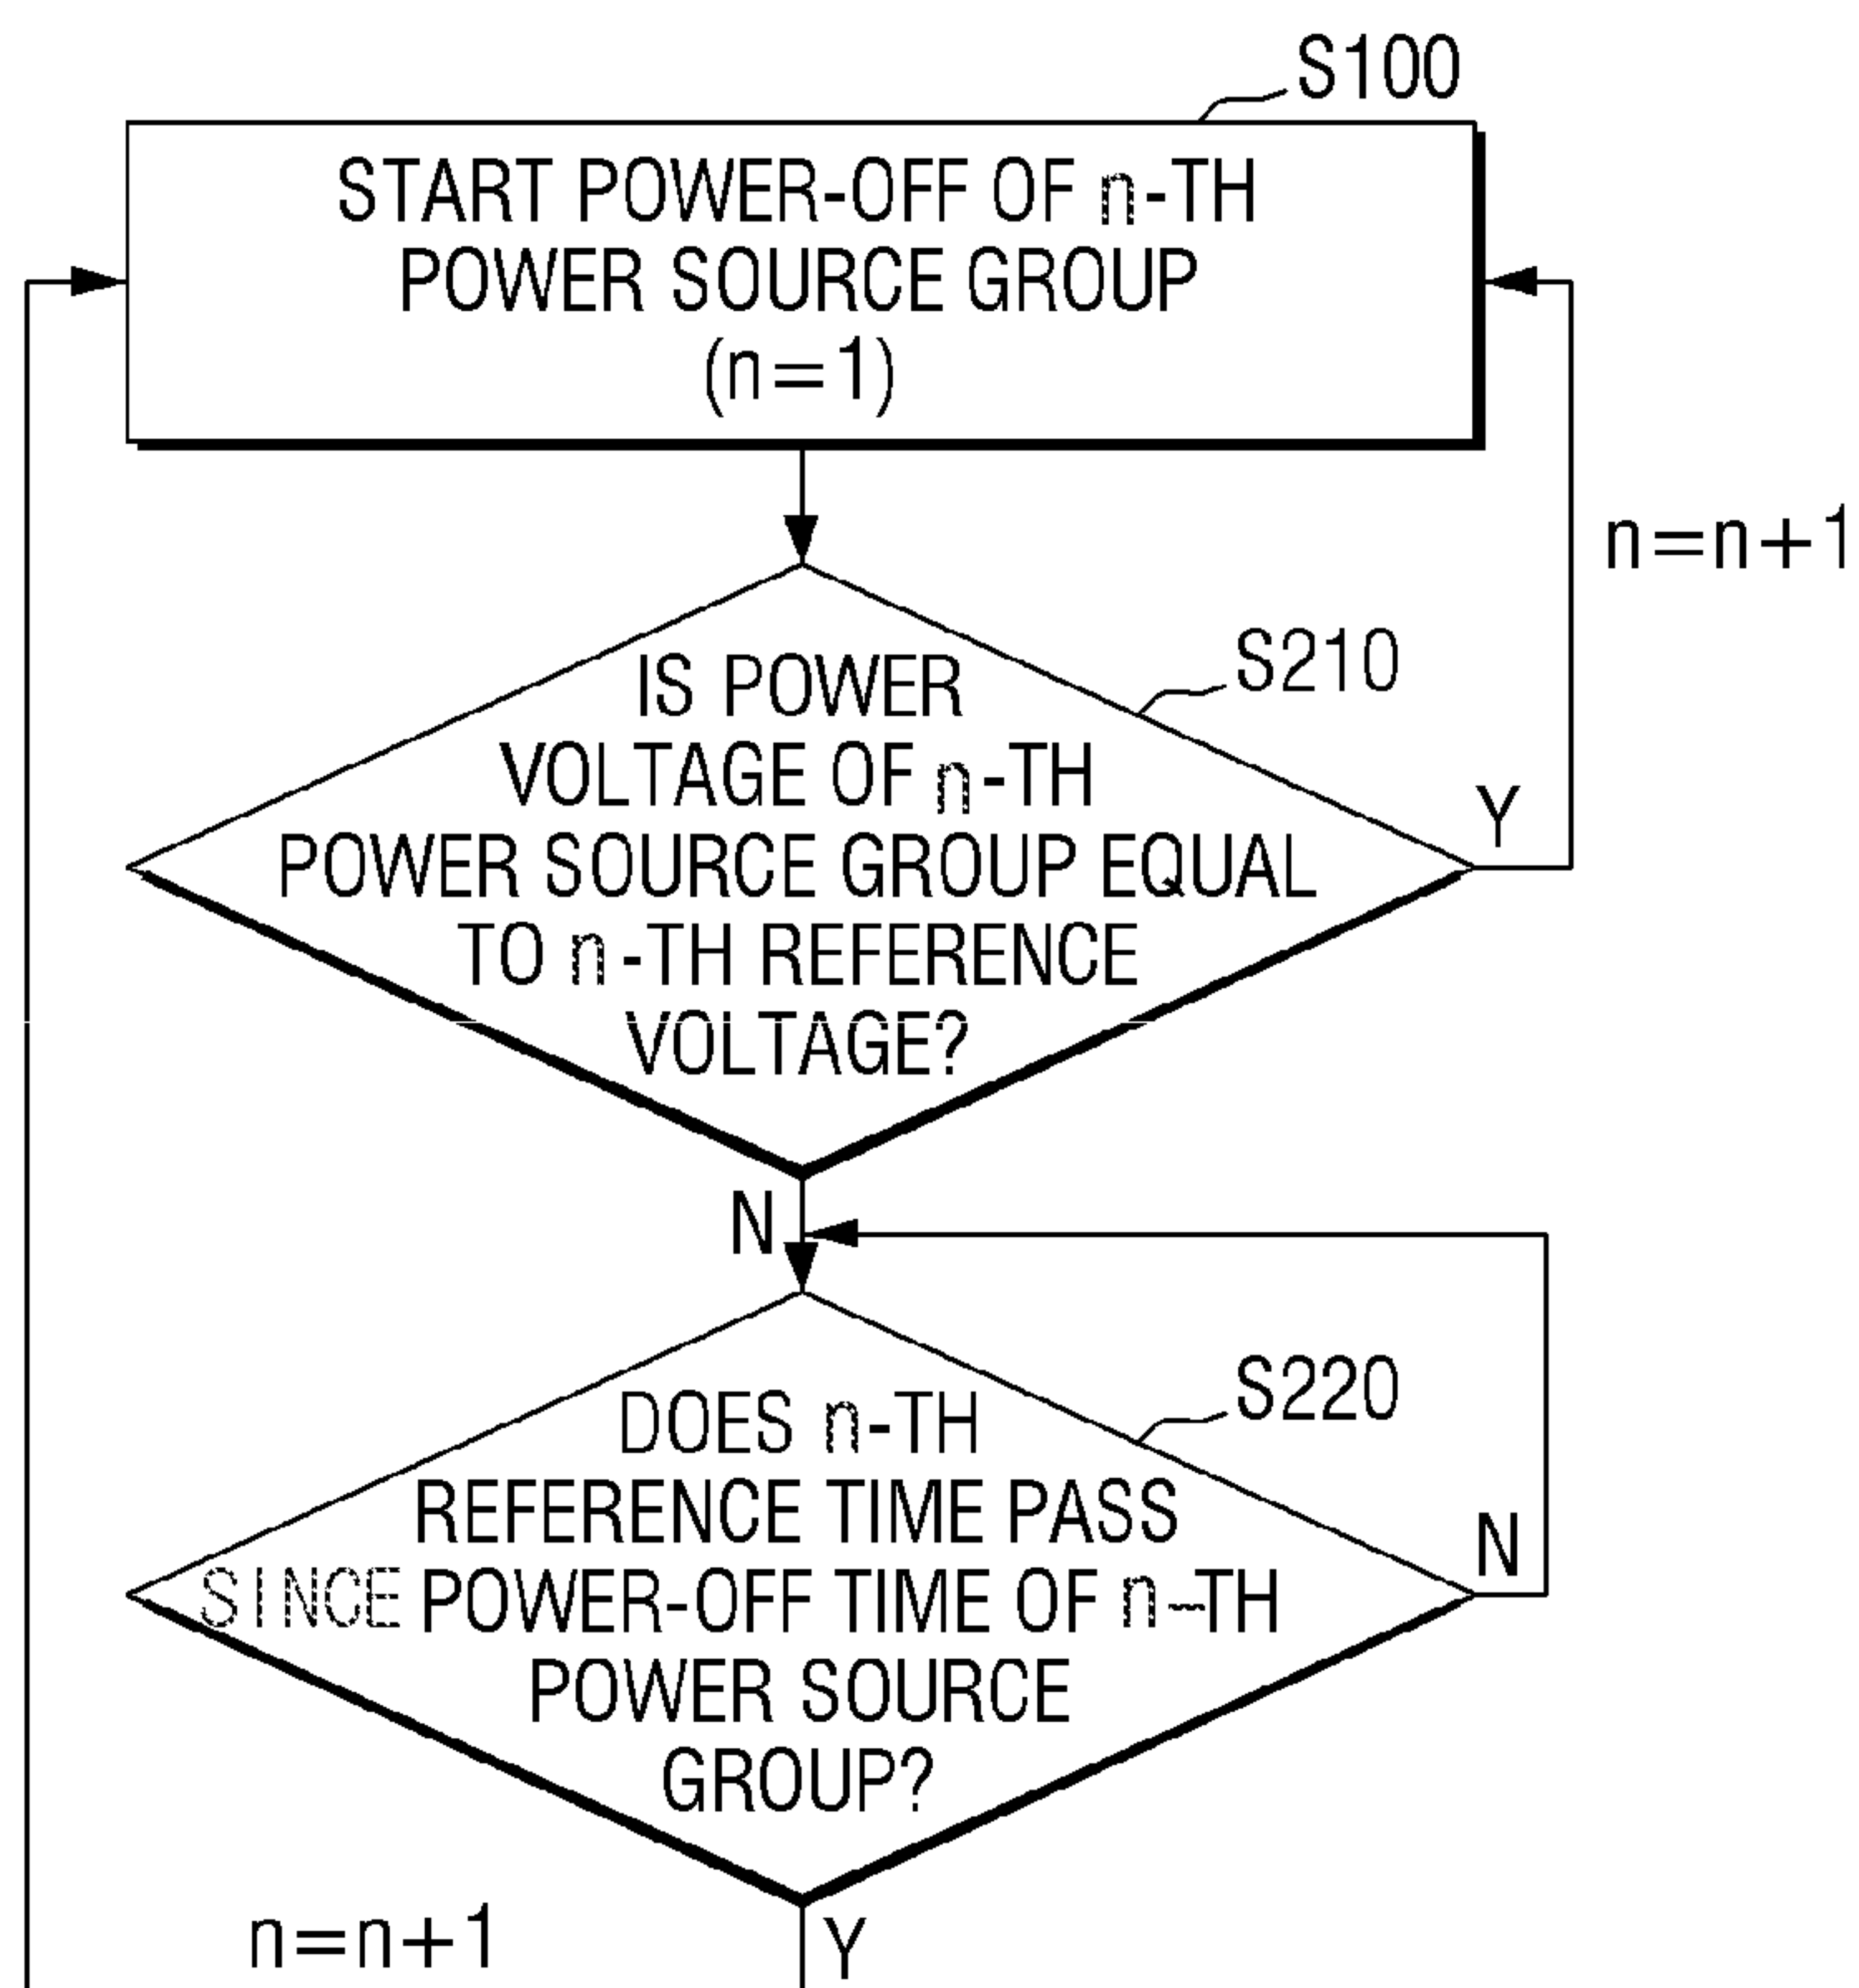 S100
START POWER-OFF OF n-TH
POWER SOURCE GROUP
(n=1)
n=n+1
S210
IS POWER
VOLTAGE OF n-TH
POWER SOURCE GROUP EQUAL
TO n-TH REFERENCE
VOLTAGE?
Y
N
S220
DOES n-TH
REFERENCE TIME PASS
SINCE POWER-OFF TIME OF n-TH
POWER SOURCE
GROUP?
N
n=n+1
Y